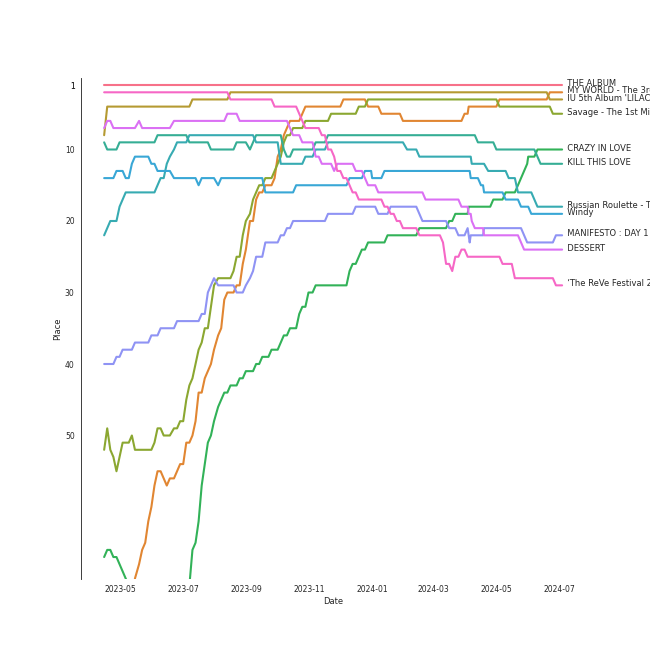 1
10
20
30
40
50
Place
2023-05
2023-07
2023-09
2023-11
2024-01
2024-03
2024-05
2024-07
Date
THE ALBUM
MY WORLD - The 3r
IU 5th Album 'LILAC
Savage - The 1st Mi
CRAZY IN LOVE
KILL THIS LOVE
Russian Roulette - T
Windy
MANIFESTO : DAY 1
DESSERT
'The ReVe Festival 2